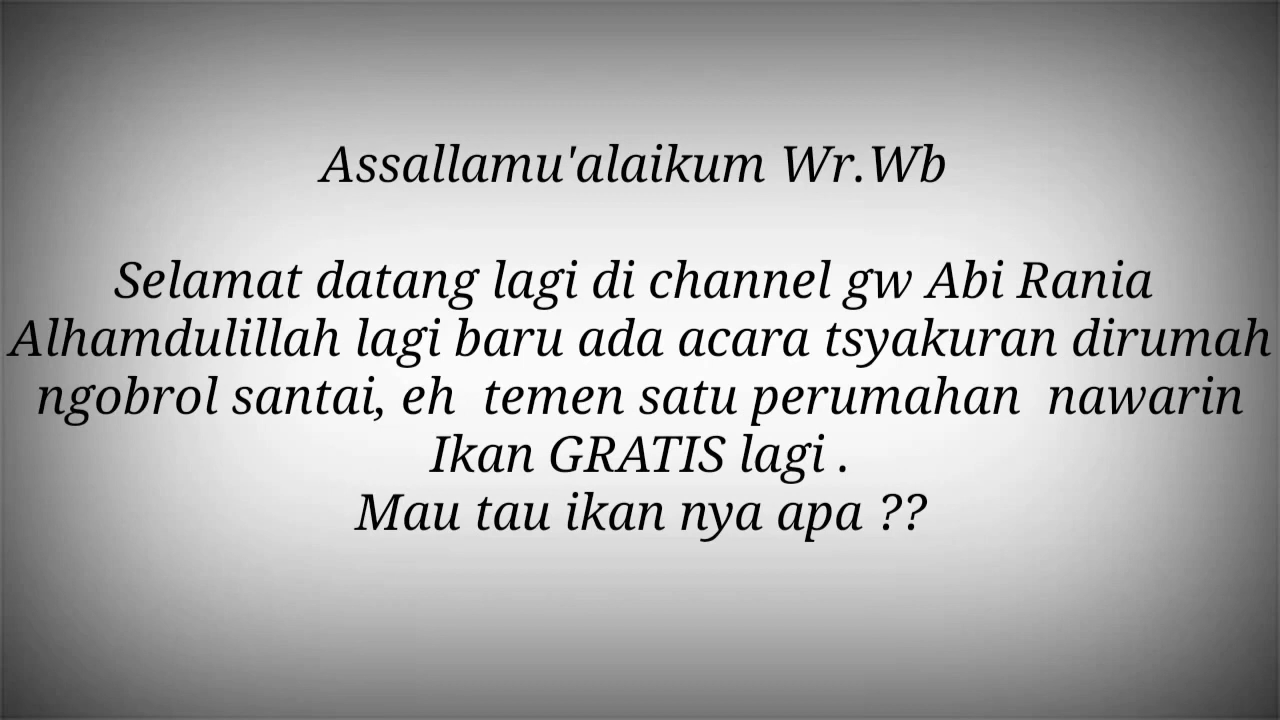 Assallamu'alaikum Wr.Wb
Selamat datang lagi di channel gw Abi Rania
Alhamdulillah lagi baru ada acara tsyakuran dirumah
ngobrol santai, eh  temen satu perumahan  nawarin
Ikan GRATIS lagi .
Mau tau ikan nya apa ??